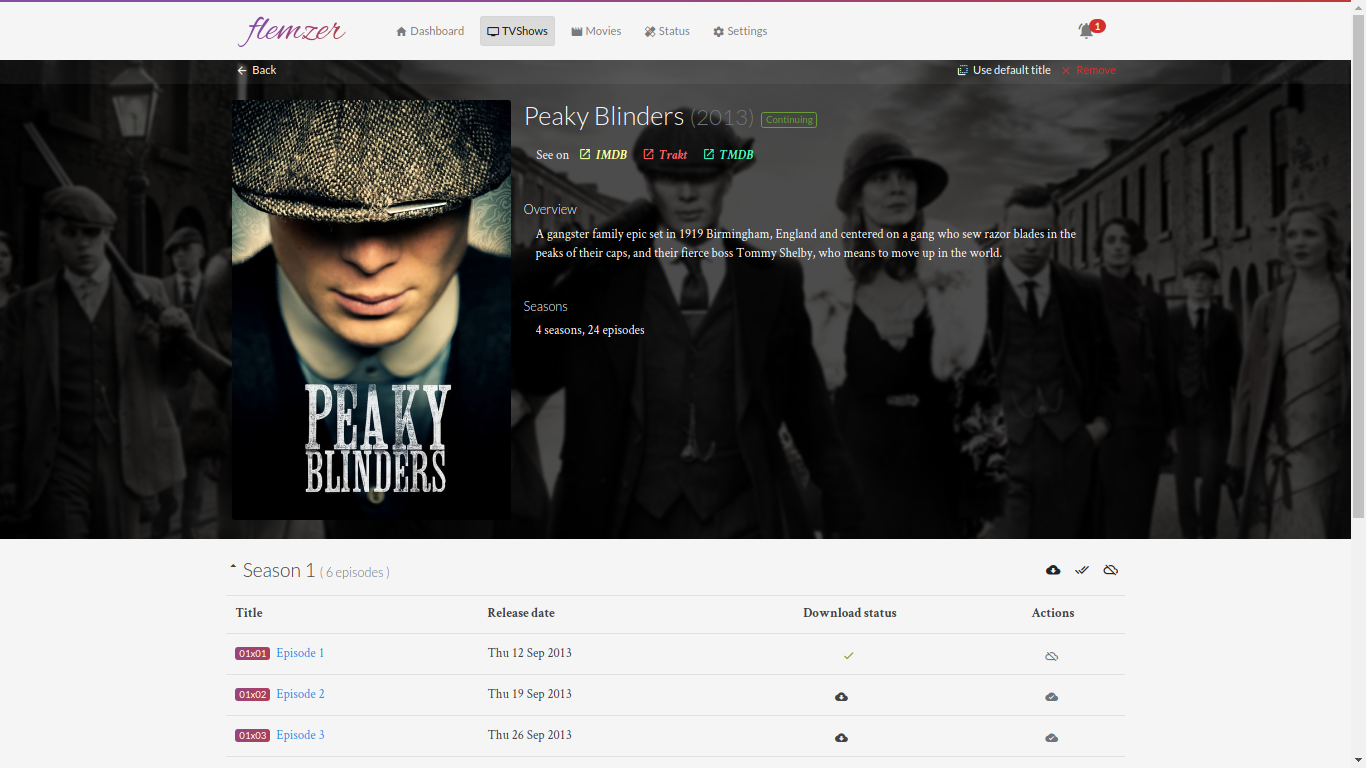 flemzer
Dashboard
TVShows
Movies
Status
Settings
1
Back
Use default title
Remove
Peaky Blinders (2013) Continuing
See on IMDB Trakt TMDB
Overview
A gangster family epic set in 1919 Birmingham, England and centered on a gang who sew razor blades in the
peaks of their caps, and their fierce boss Tommy Shelby, who means to move up in the world.
Seasons
4 seasons, 24 episodes
PEAKY
BLINDERS
Season 1 ( 6 episodes )
Title Release date Download status Actions
01x01 Episode 1 Thu 12 Sep 2013
01x02 Episode 2 Thu 19 Sep 2013
01x03 Episode 3 Thu 26 Sep 2013